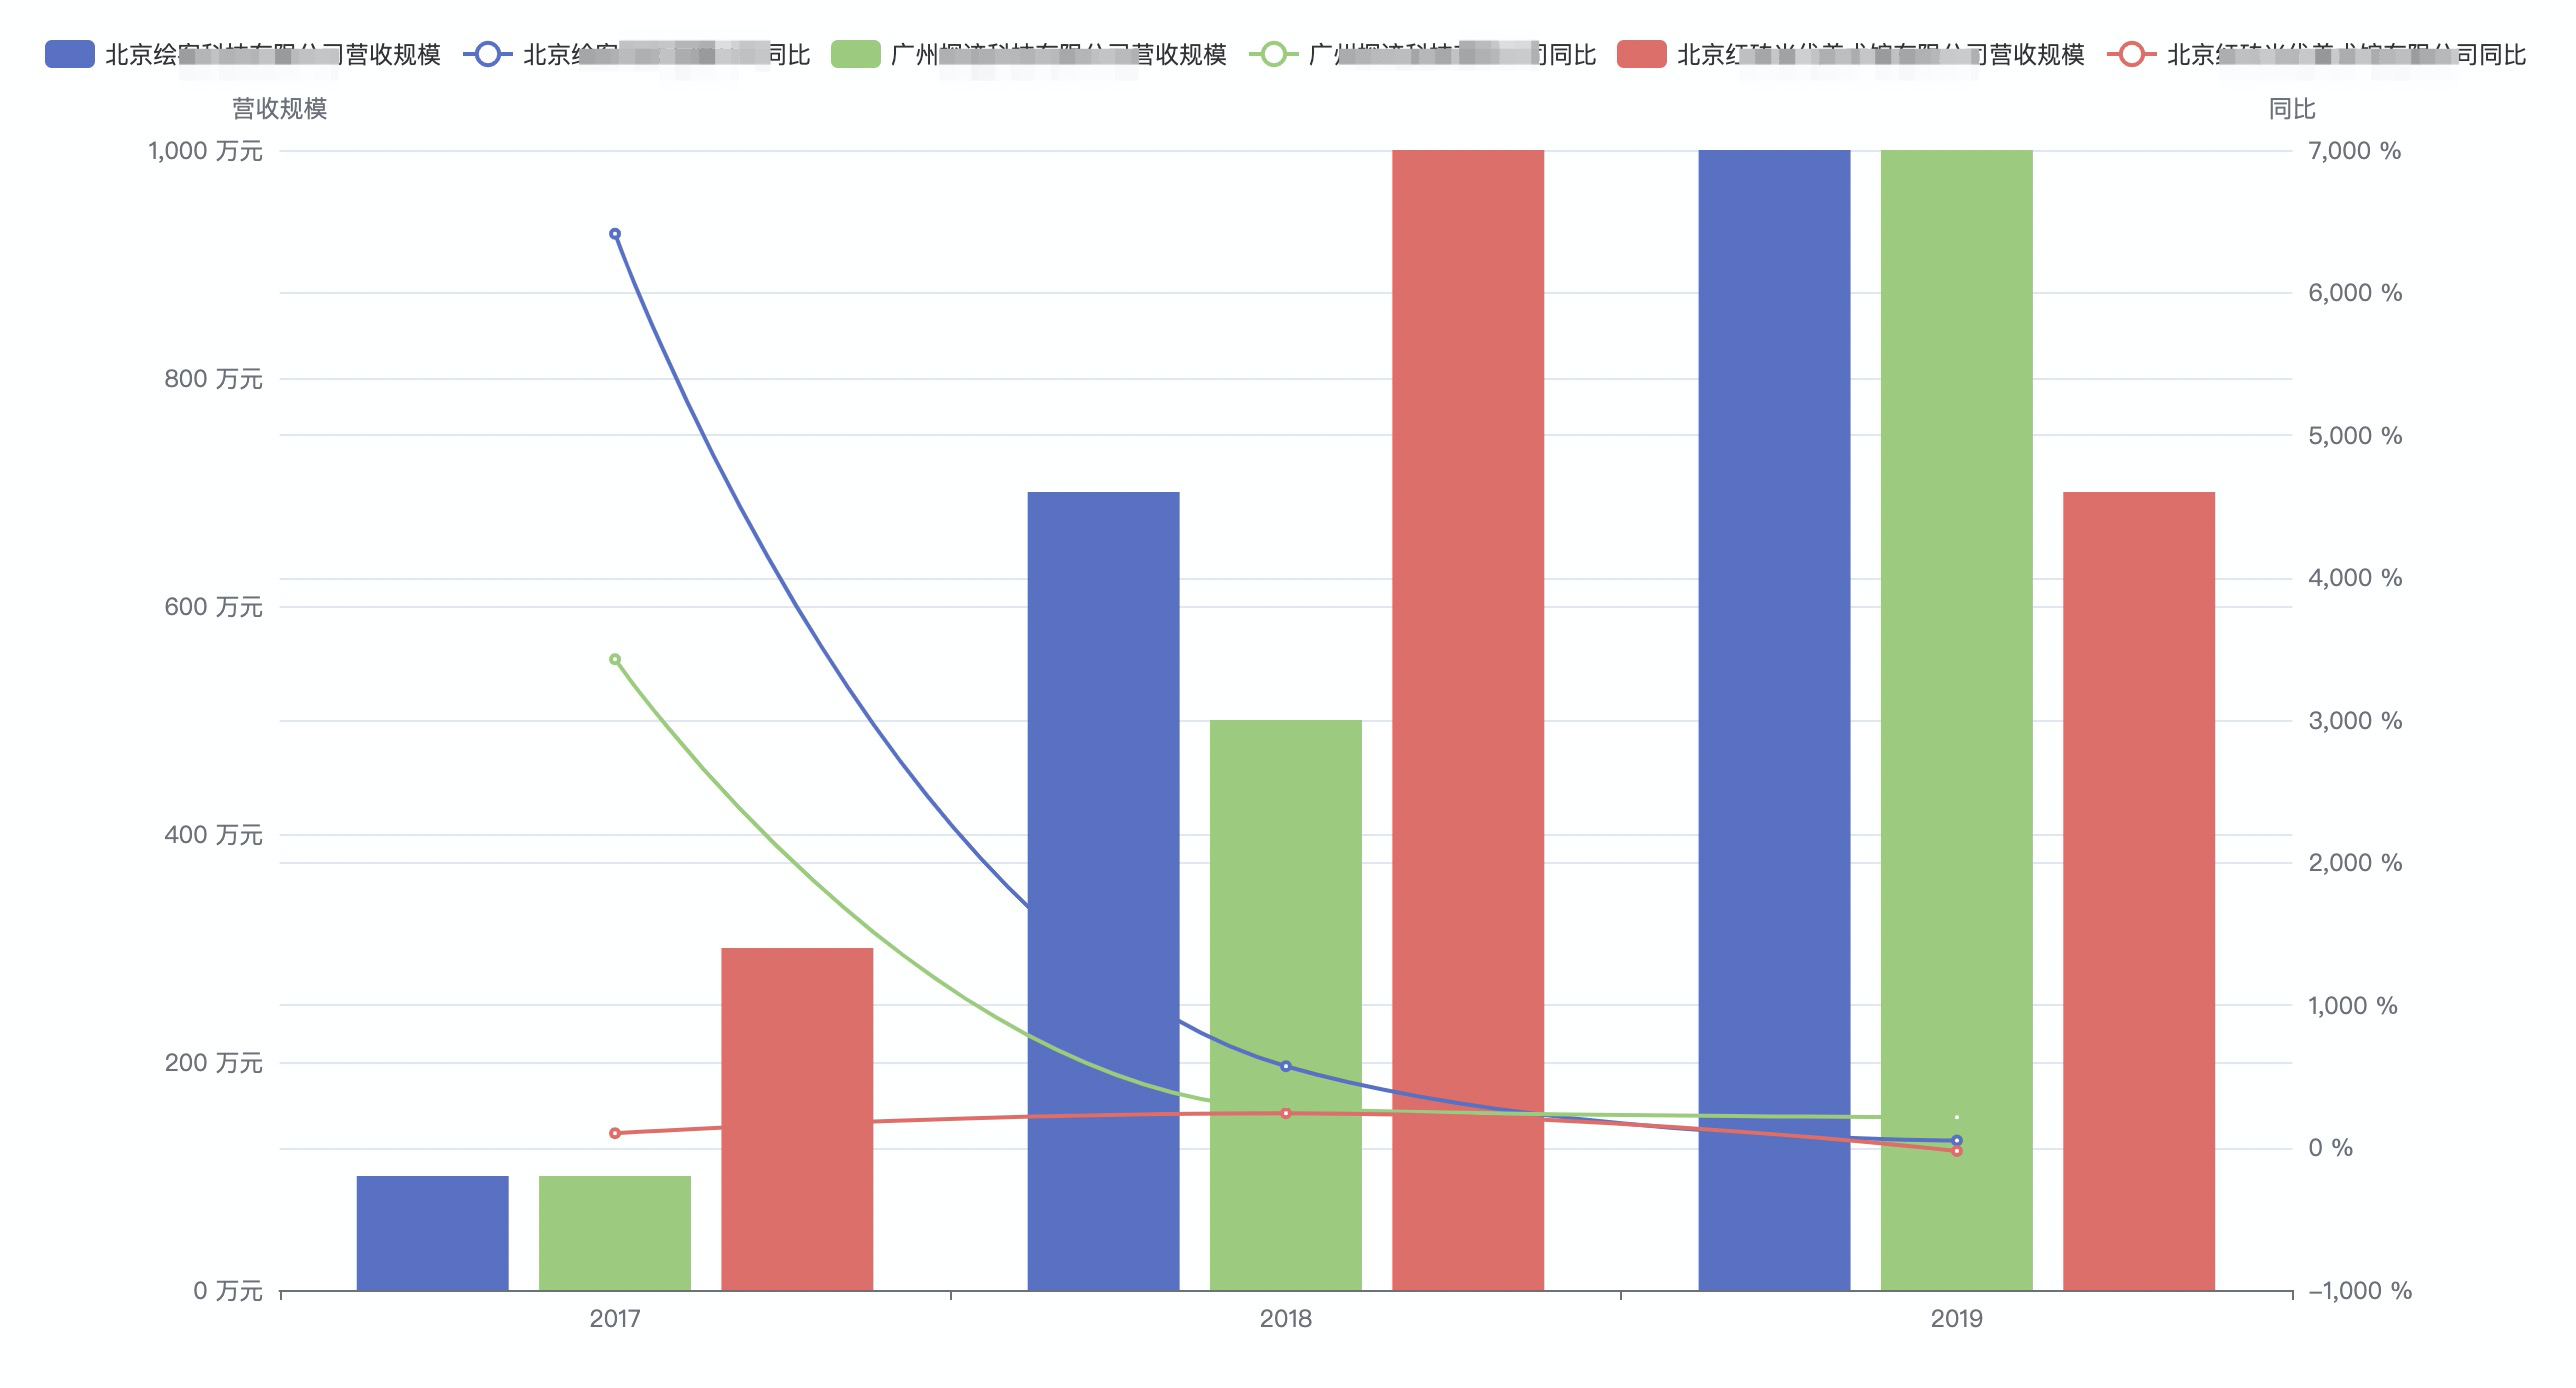 北京绘 司营收规模 北京绘客 同比 广州 营收规模 广州 司同比 北京红 司营收规模 北京 司同比
营收规模 同比
1,000 万元 7,000 %
6,000 %
800 万元
5,000 %
4,000 %
600 万元
3,000 %
400 万元
2,000 %
1,000 %
200 万元
0 %
0 万元 −1,000 %
2017 2018 2019